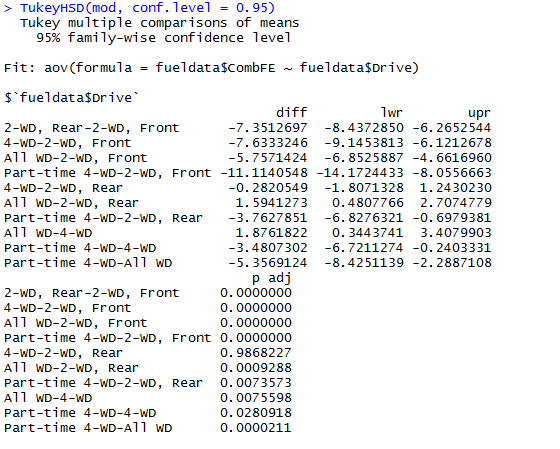 > TukeyHSD(mod, conf.level = 0.95)
  Tukey multiple comparisons of means
    95% family-wise confidence level

Fit: aov(formula = fueldata$CombFE ~ fueldata$Drive)

$`fueldata$Drive`
                                 diff         lwr        upr
2-WD, Rear-2-WD, Front      -7.3512697  -8.4372850 -6.2652544
4-WD-2-WD, Front            -7.6333246  -9.1453813 -6.1212678
All WD-2-WD, Front          -5.7571424  -6.8525887 -4.6616960
Part-time 4-WD-2-WD, Front -11.1140548 -14.1724433 -8.0556663
4-WD-2-WD, Rear             -0.2820549  -1.8071328  1.2430230
All WD-2-WD, Rear            1.5941273   0.4807766  2.7074779
Part-time 4-WD-2-WD, Rear   -3.7627851  -6.8276321 -0.6979381
All WD-4-WD                  1.8761822   0.3443741  3.4079903
Part-time 4-WD-4-WD         -3.4807302  -6.7211274 -0.2403331
Part-time 4-WD-All WD       -5.3569124  -8.4251139 -2.2887108
                               p adj
2-WD, Rear-2-WD, Front     0.0000000
4-WD-2-WD, Front           0.0000000
All WD-2-WD, Front         0.0000000
Part-time 4-WD-2-WD, Front 0.0000000
4-WD-2-WD, Rear            0.9868227
All WD-2-WD, Rear          0.0009288
Part-time 4-WD-2-WD, Rear  0.0073573
All WD-4-WD                0.0075598
Part-time 4-WD-4-WD        0.0280918
Part-time 4-WD-All WD      0.0000211